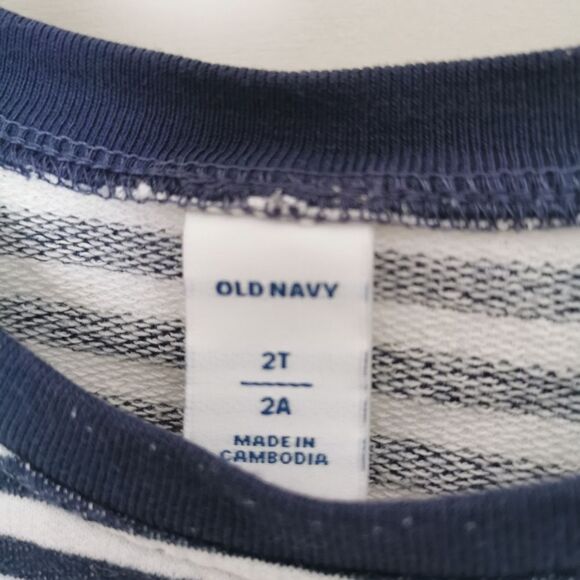 OLD NAVY
2T
2A
MADE IN
CAMBODIA